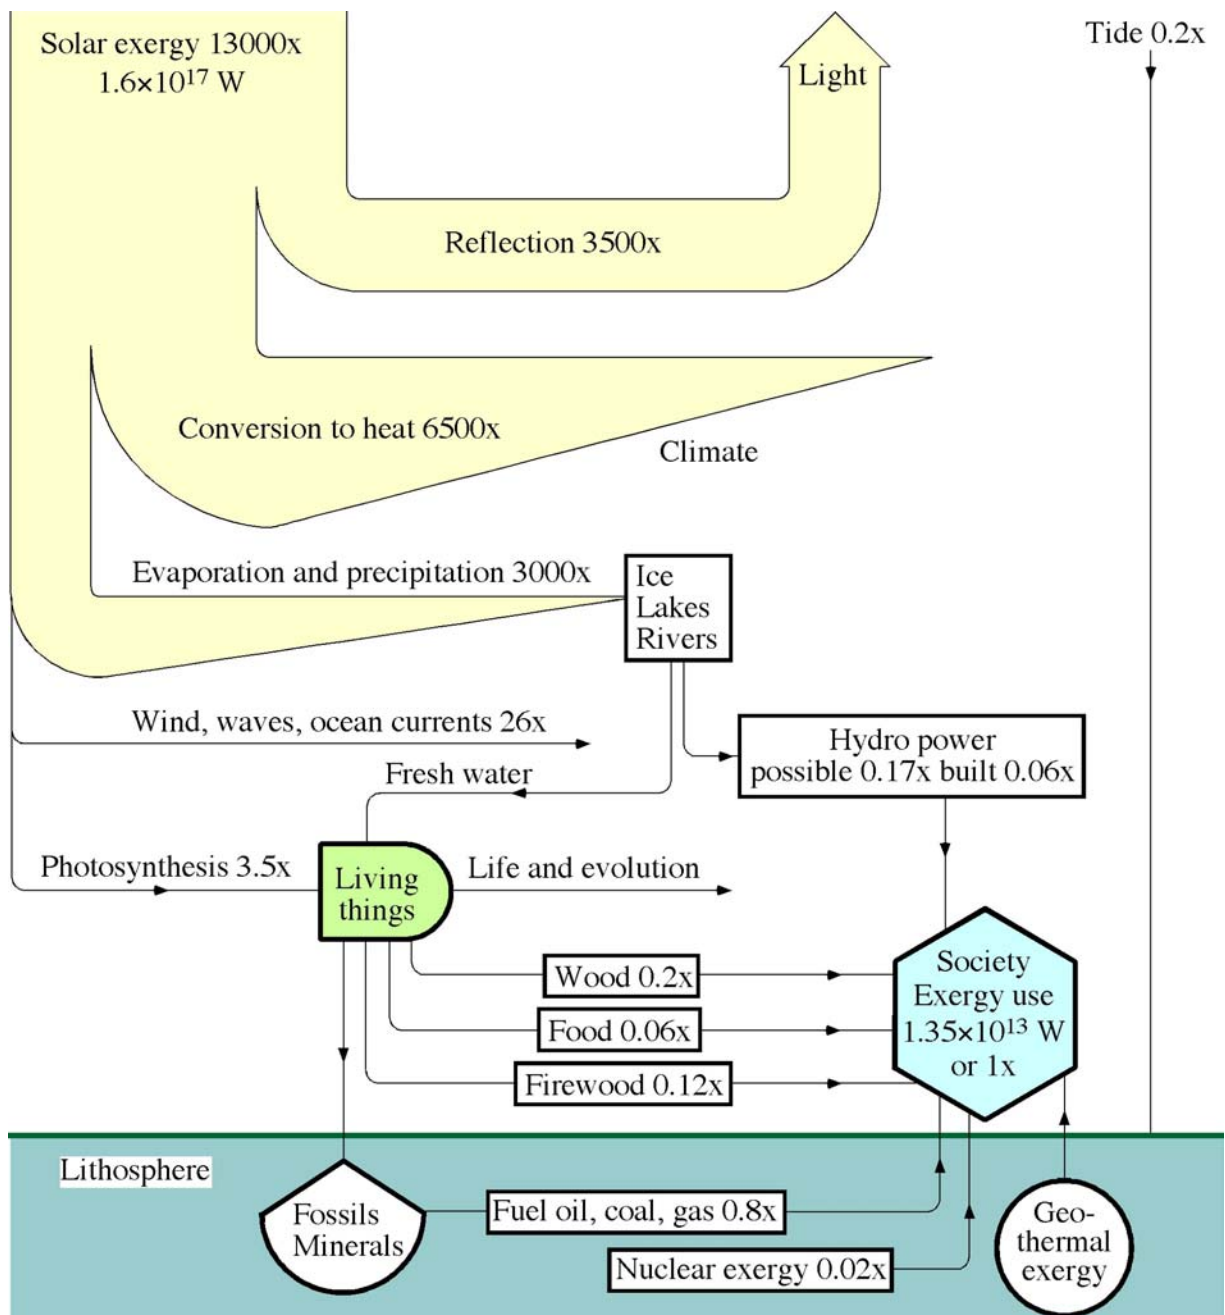 Solar exergy 13000x
1.6×10¹⁷ W
Light
Tide 0.2x
Reflection 3500x
Conversion to heat 6500x
Climate
Evaporation and precipitation 3000x
Ice
Lakes
Rivers
Wind, waves, ocean currents 26x
Hydro power
possible 0.17x built 0.06x
Fresh water
Photosynthesis 3.5x
Living
things
Life and evolution
Wood 0.2x
Food 0.06x
Firewood 0.12x
Society
Exergy use
1.35×10¹³ W
or 1x
Lithosphere
Fossils
Minerals
Fuel oil, coal, gas 0.8x
Nuclear exergy 0.02x
Geo-
thermal
exergy